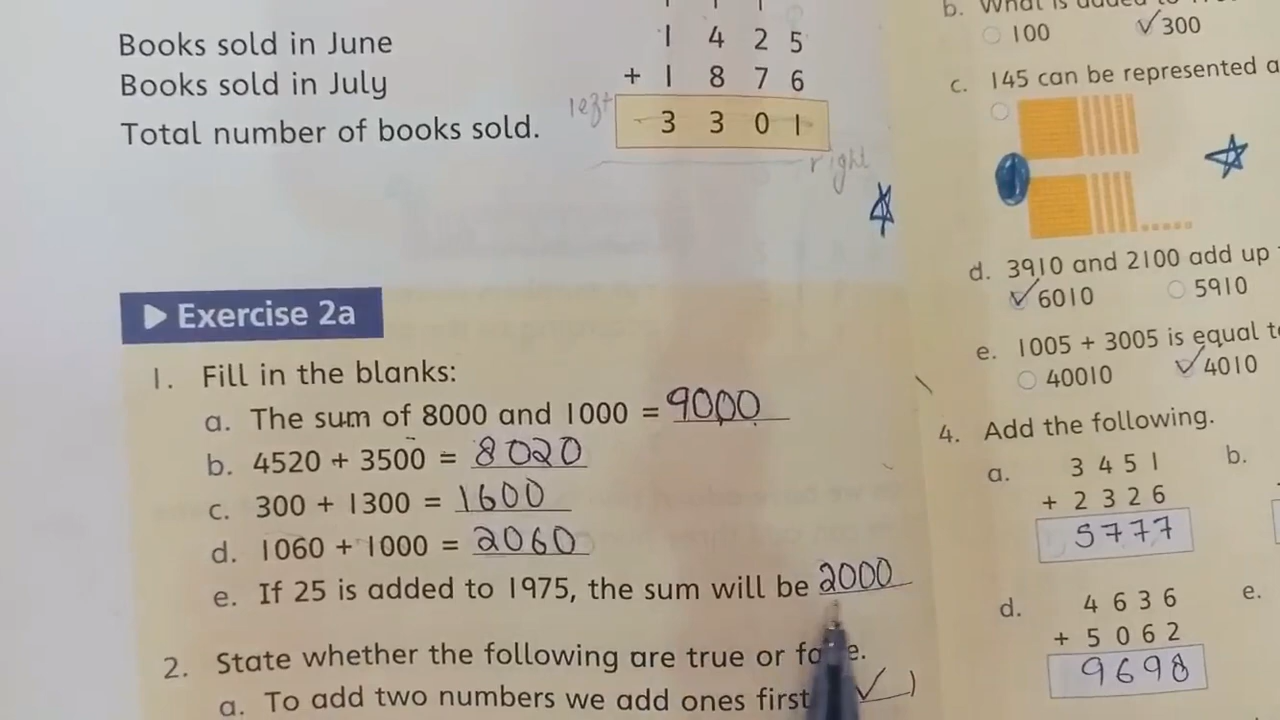 Books sold in June 1 4 2 5
Books sold in July + 1 8 7 6
Total number of books sold. 3 3 0 1
left
right
Exercise 2a
1. Fill in the blanks:
a. The sum of 8000 and 1000 = 9000
b. 4520 + 3500 = 8020
c. 300 + 1300 = 1600
d. 1060 + 1000 = 2060
e. If 25 is added to 1975, the sum will be 2000
2. State whether the following are true or
a. To add two numbers we add ones first
b. What is added to
100 300
c. 145 can be represented a
d. 3910 and 2100 add up
6010 5910
e. 1005 + 3005 is equal to
40010 4010
4. Add the following.
a. 3 4 5 1
+ 2 3 2 6
5777
b.
d. 4 6 3 6
+ 5 0 6 2
9698
e.